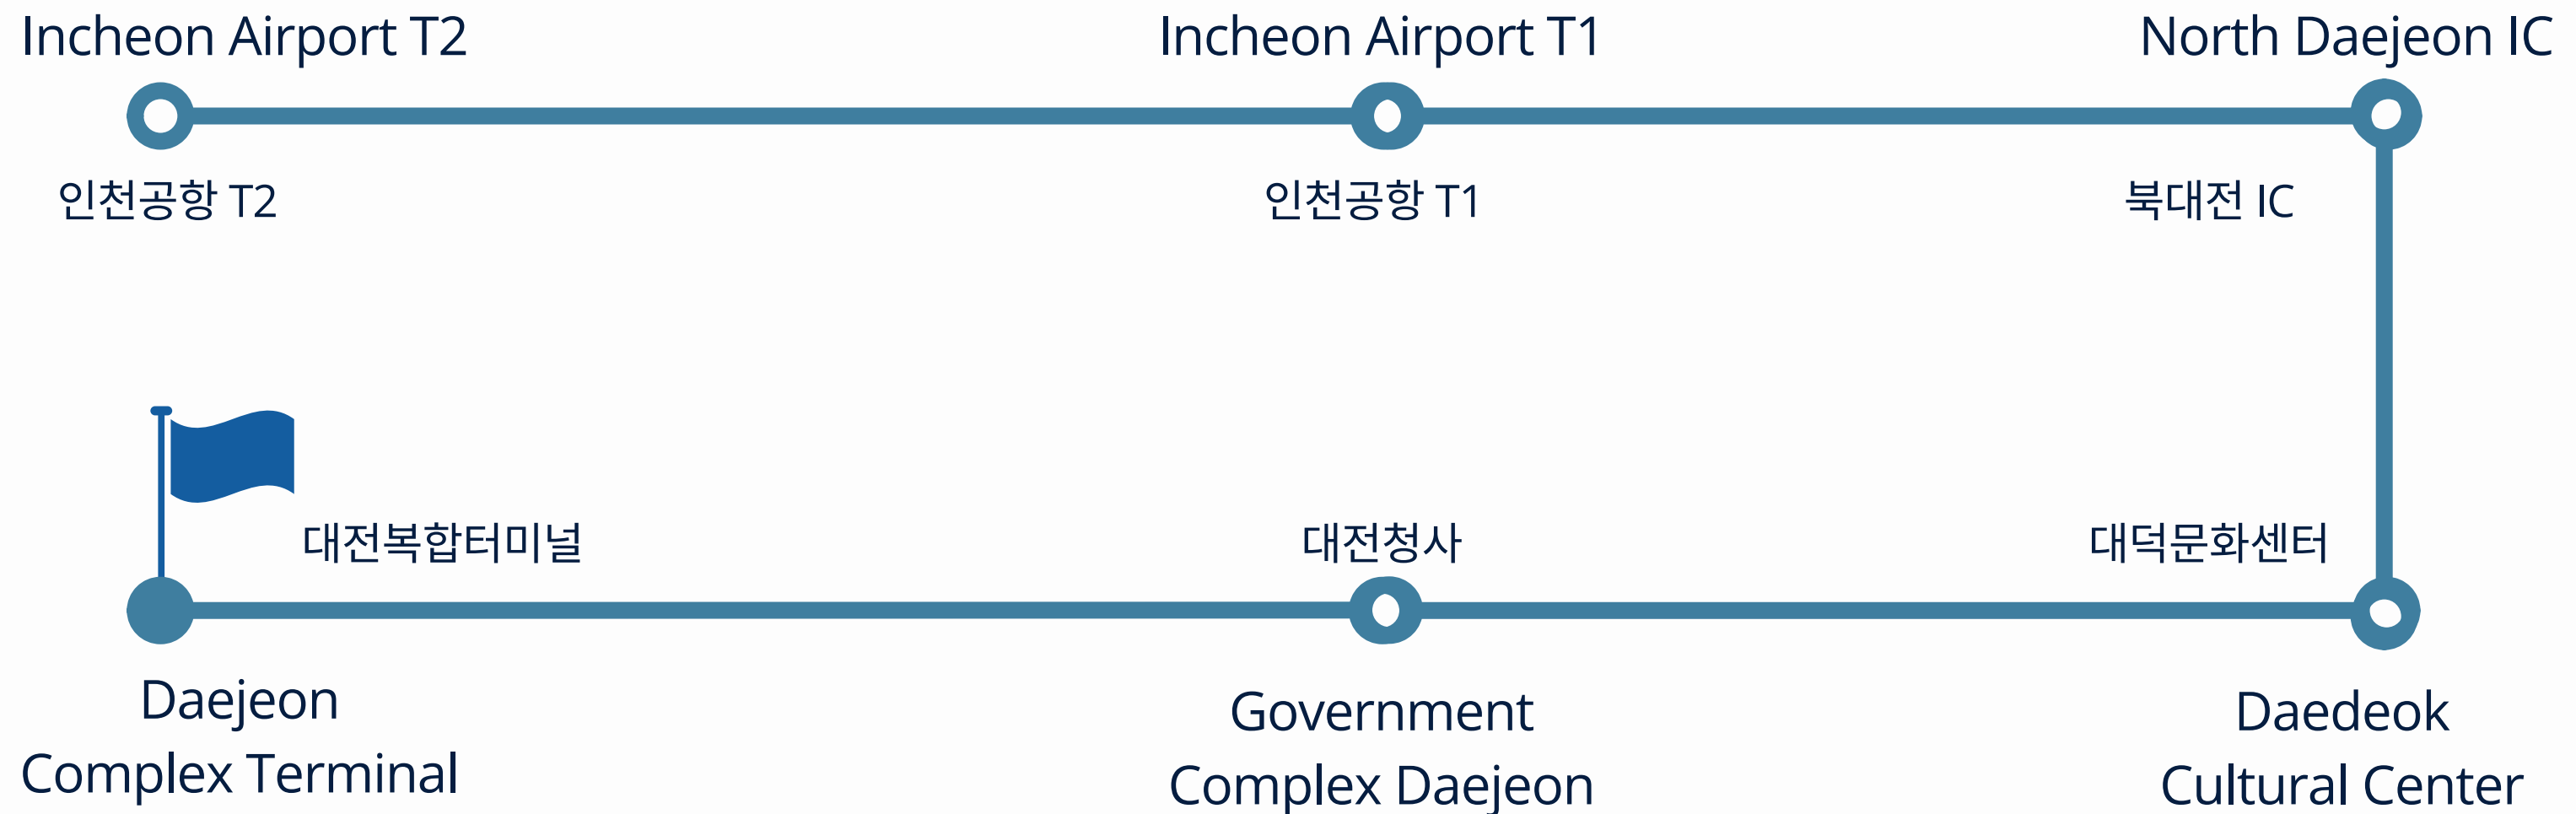 Incheon Airport T2
Incheon Airport T1
North Daejeon IC
인천공항 T2
인천공항 T1
북대전 IC
대전복합터미널
대전청사
대덕문화센터
Daejeon
Complex Terminal
Government
Complex Daejeon
Daedeok
Cultural Center